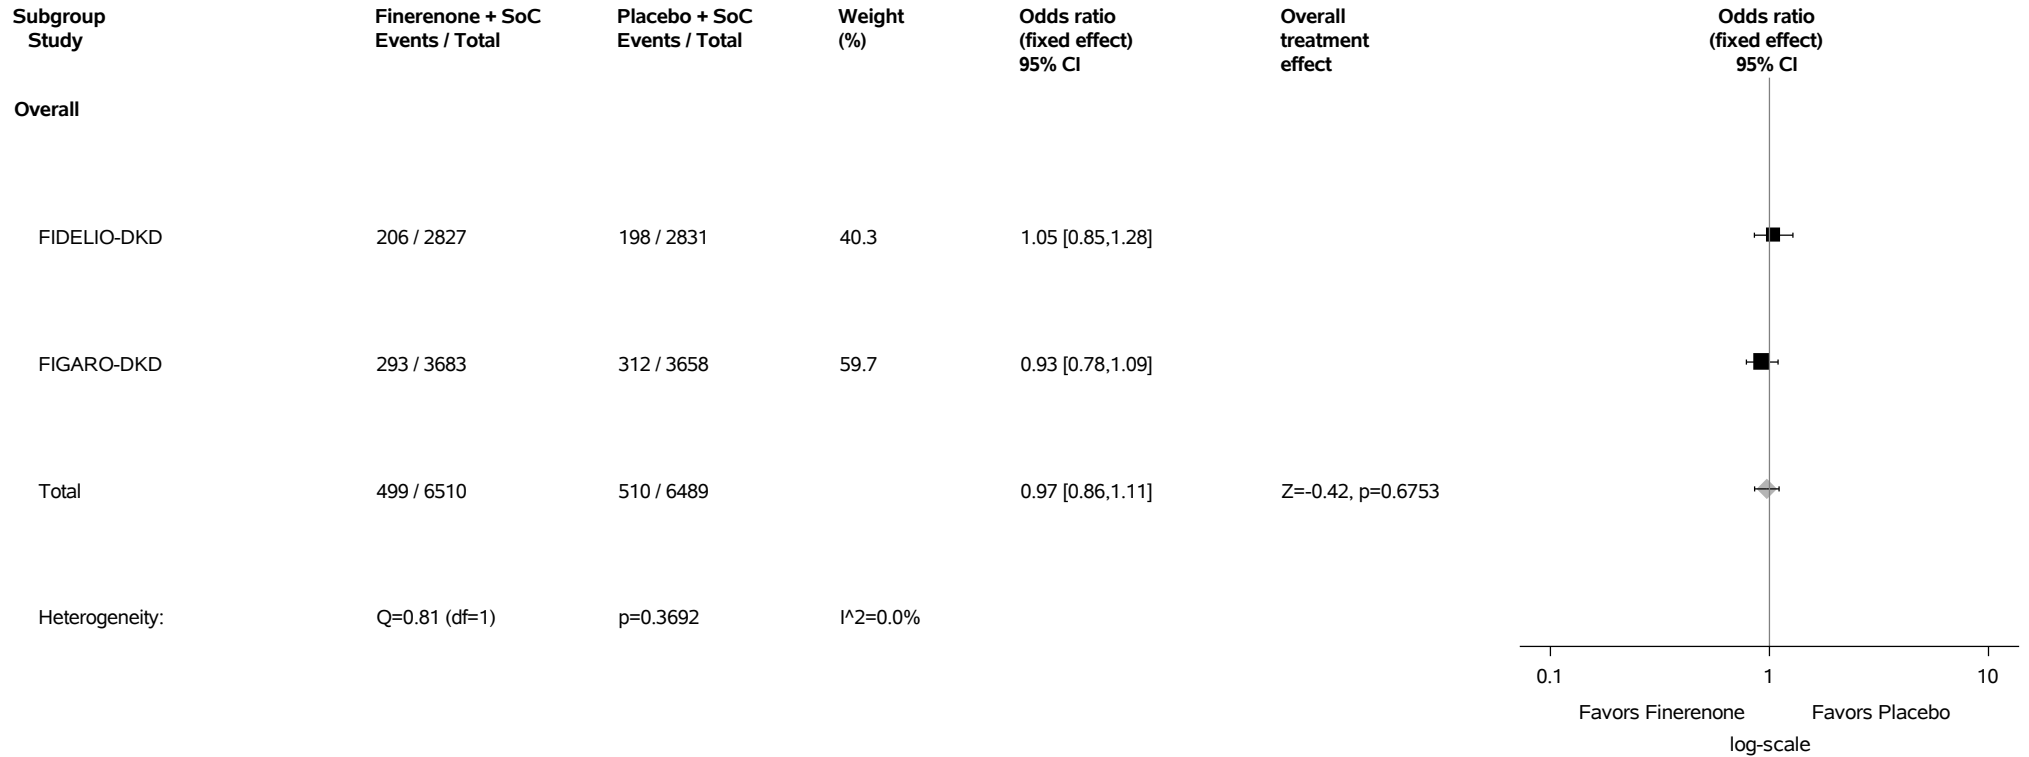 Subgroup Finerenone + SoC Placebo + SoC Weight Odds ratio Overall Odds ratio
Study Events / Total Events / Total (%) (fixed effect) treatment (fixed effect)
95% CI effect 95% CI
Overall
FIDELIO-DKD 206 / 2827 198 / 2831 40.3 1.05 [0.85,1.28]
FIGARO-DKD 293 / 3683 312 / 3658 59.7 0.93 [0.78,1.09]
Total 499 / 6510 510 / 6489 0.97 [0.86,1.11] Z=-0.42, p=0.6753
Heterogeneity: Q=0.81 (df=1) p=0.3692 I^2=0.0%
0.1 1 10
Favors Finerenone Favors Placebo
log-scale